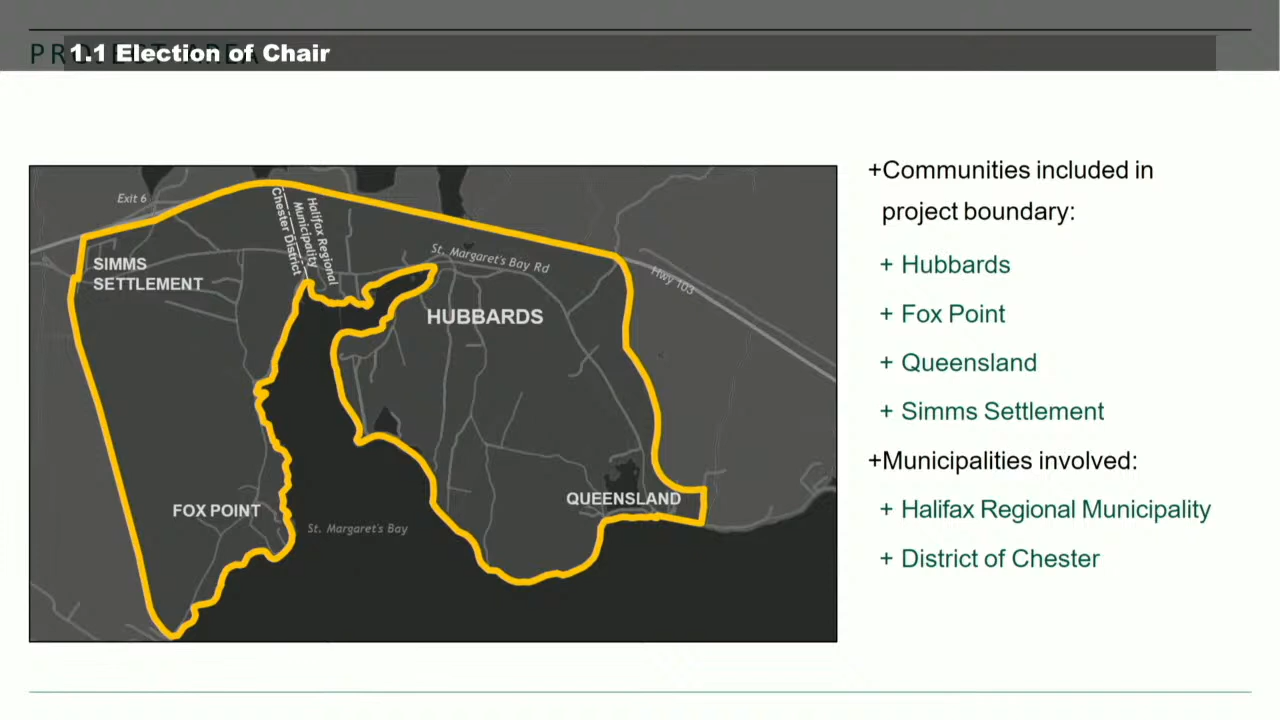 PROJECT AREA
1.1 Election of Chair
Exit 6
Chester District
Halifax Regional
Municipality
St. Margaret's Bay Rd
Hwy 103
SIMMS
SETTLEMENT
HUBBARDS
QUEENSLAND
FOX POINT
St. Margaret's Bay
+Communities included in
project boundary:
+ Hubbards
+ Fox Point
+ Queensland
+ Simms Settlement
+Municipalities involved:
+ Halifax Regional Municipality
+ District of Chester